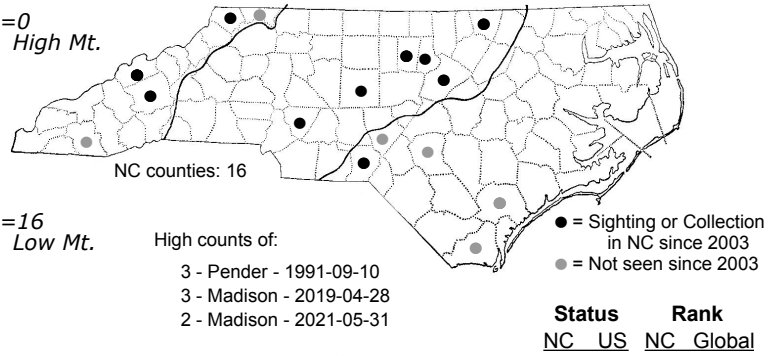 =0
High Mt.
NC counties: 16
=16
Low Mt.
High counts of:
3 - Pender - 1991-09-10
3 - Madison - 2019-04-28
2 - Madison - 2021-05-31
= Sighting or Collection
in NC since 2003
= Not seen since 2003
Status Rank
NC US NC Global